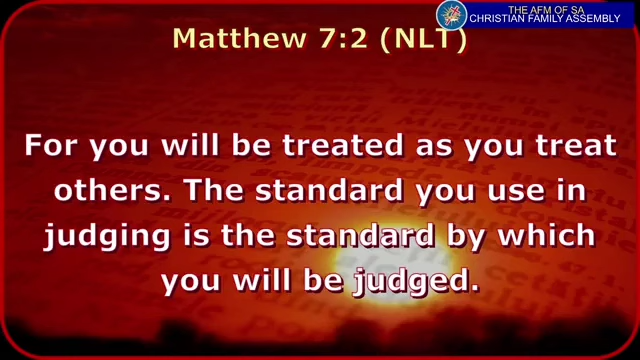 THE AFM OF SA
CHRISTIAN FAMILY ASSEMBLY
Matthew 7:2 (NLT)
For you will be treated as you treat
others. The standard you use in
judging is the standard by which
you will be judged.